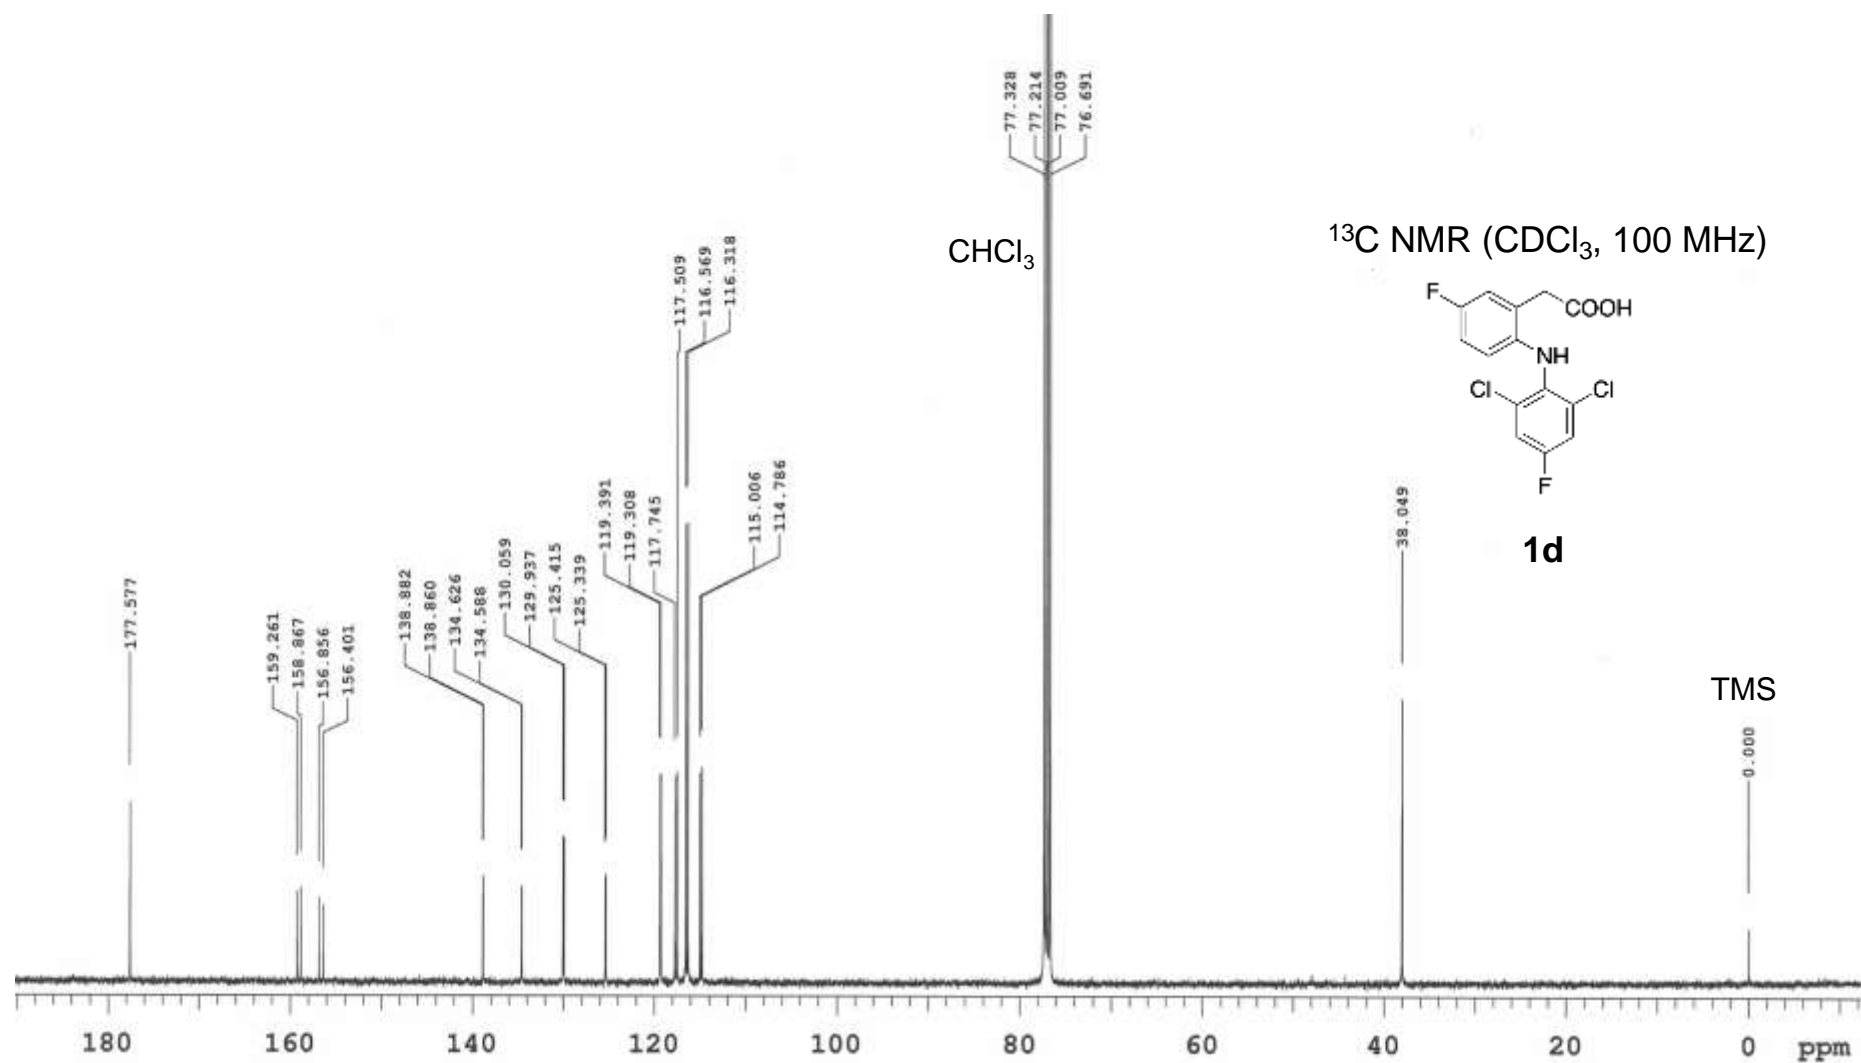 77.328
77.214
77.009
76.691
CHCl₃
¹³C NMR (CDCl₃, 100 MHz)
117.509
116.569
116.318
F
COOH
NH
Cl
Cl
F
1d
119.391
119.308
117.745
115.006
114.786
38.049
177.577
159.261
158.867
156.856
156.401
138.882
138.860
134.626
134.588
130.059
129.937
125.415
125.339
TMS
0.000
180 160 140 120 100 80 60 40 20 0 ppm